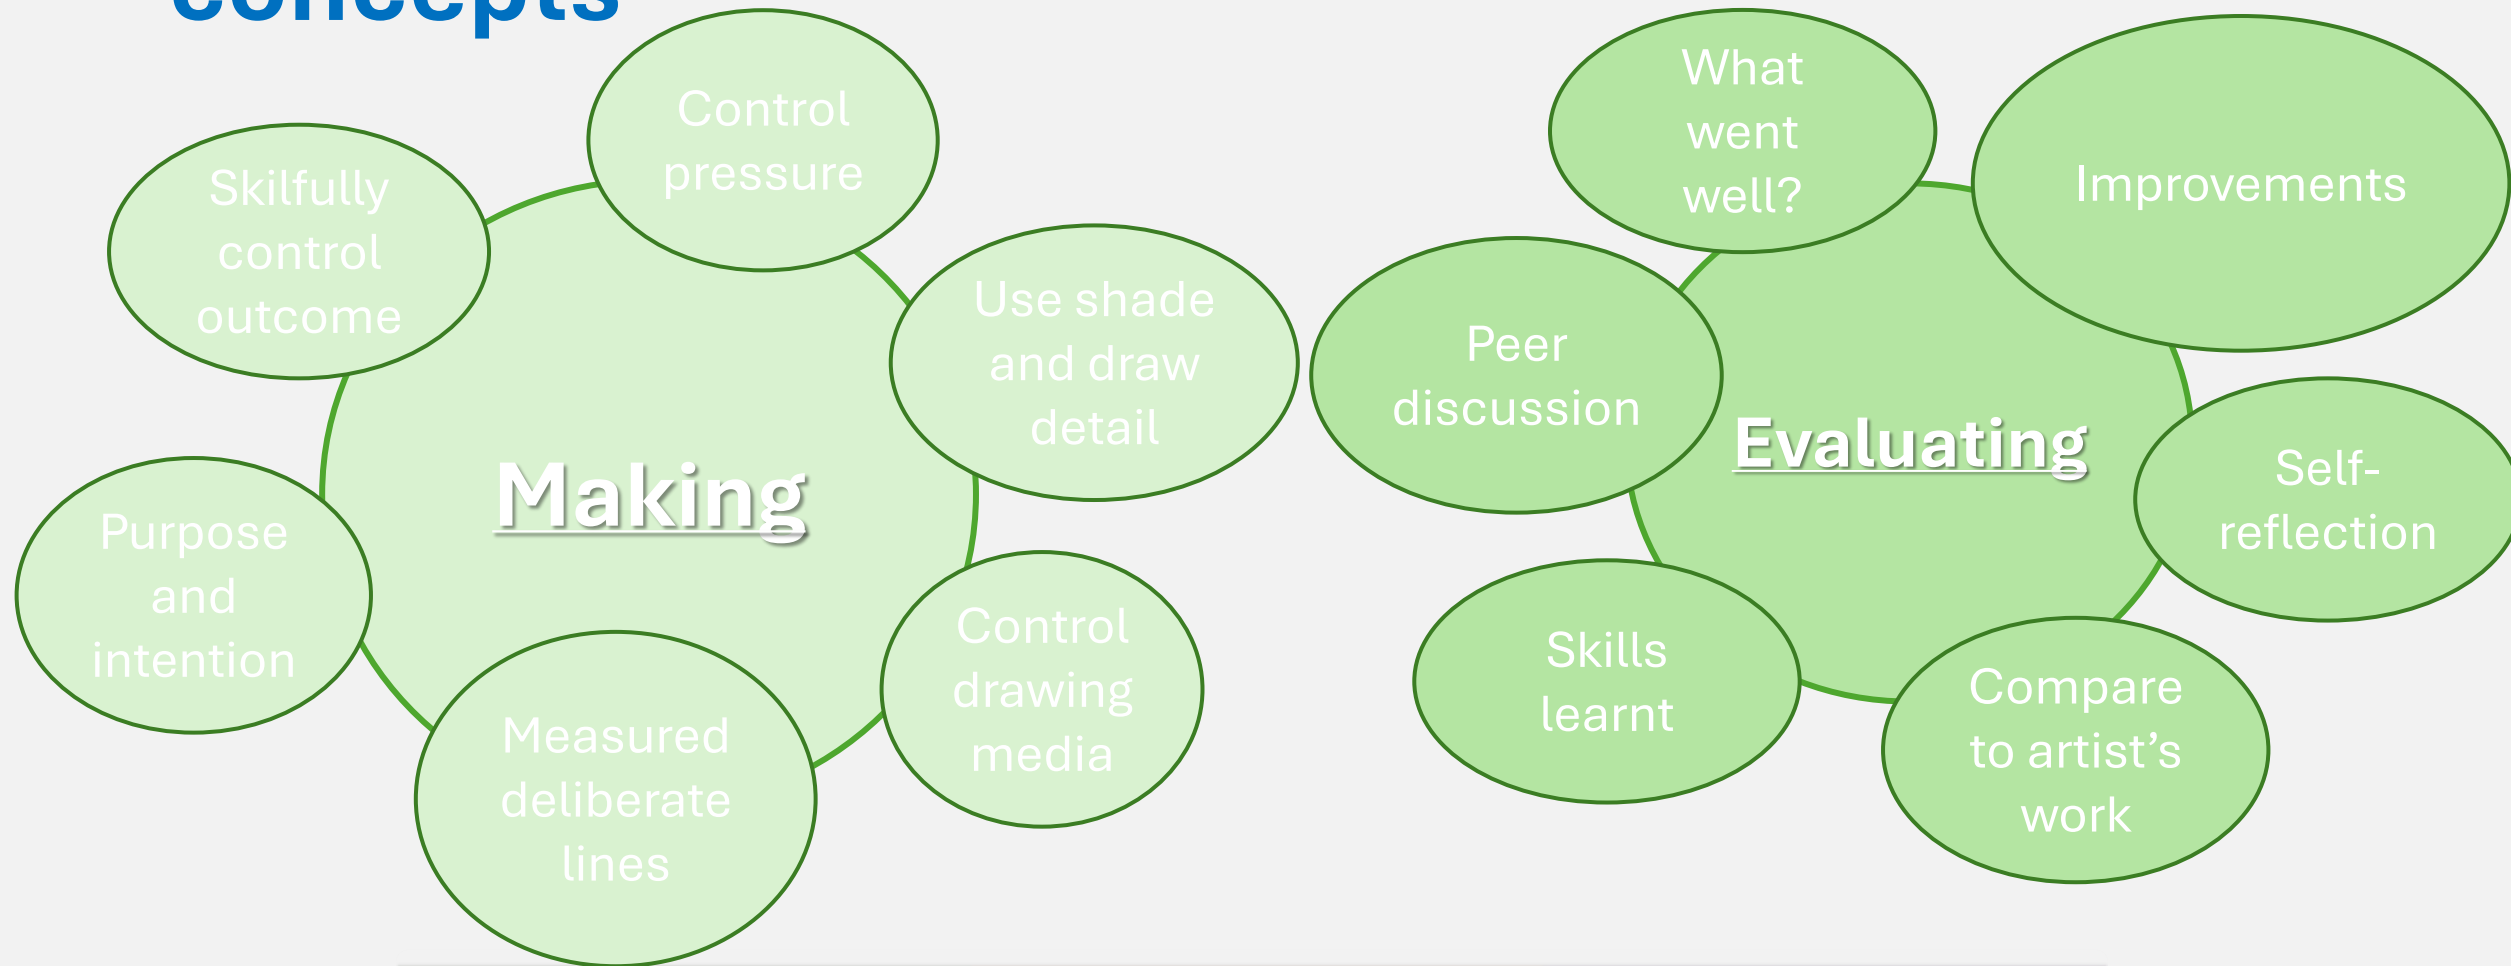 concepts
Control
pressure
Skilfully
control
outcome
Use shade
and draw
detail
Making
Purpose
and
intention
Control
drawing
media
Measured
deliberate
lines
What
went
well?
Improvements
Peer
discussion
Evaluating
Self-
reflection
Skills
learnt
Compare
to artist’s
work